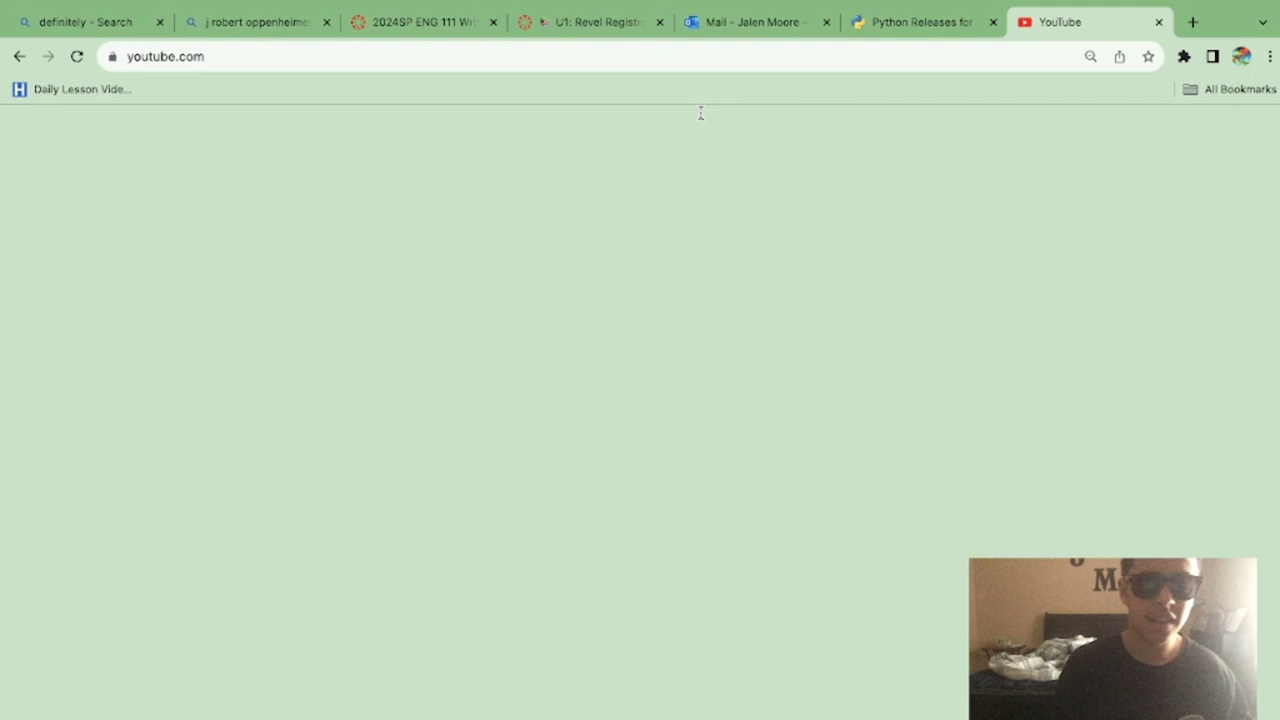 definitely - Search
j robert oppenheimer
2024SP ENG 111 Wri
U1: Revel Registr
Mail - Jalen Moore -
Python Releases for
YouTube
youtube.com
Daily Lesson Vide...
All Bookmarks
M